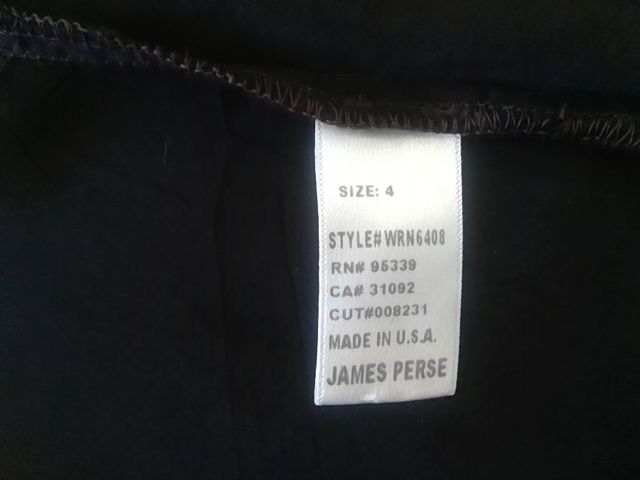 SIZE: 4
STYLE# WRN6408
RN# 95339
CA# 31092
CUT#008231
MADE IN U.S.A.
JAMES PERSE